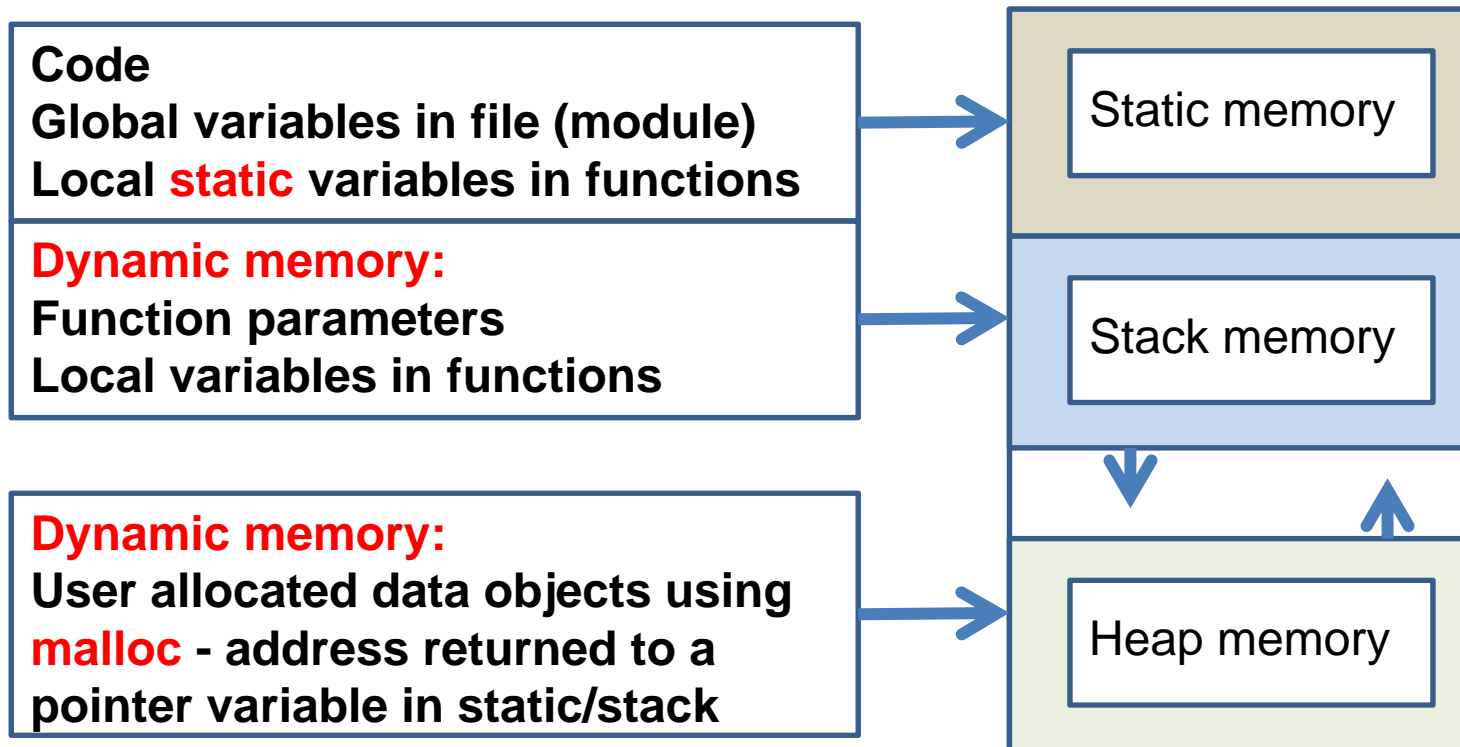 Code
Global variables in file (module)
Local static variables in functions
Static memory
Dynamic memory:
Function parameters
Local variables in functions
Stack memory
Dynamic memory:
User allocated data objects using
malloc - address returned to a
pointer variable in static/stack
Heap memory